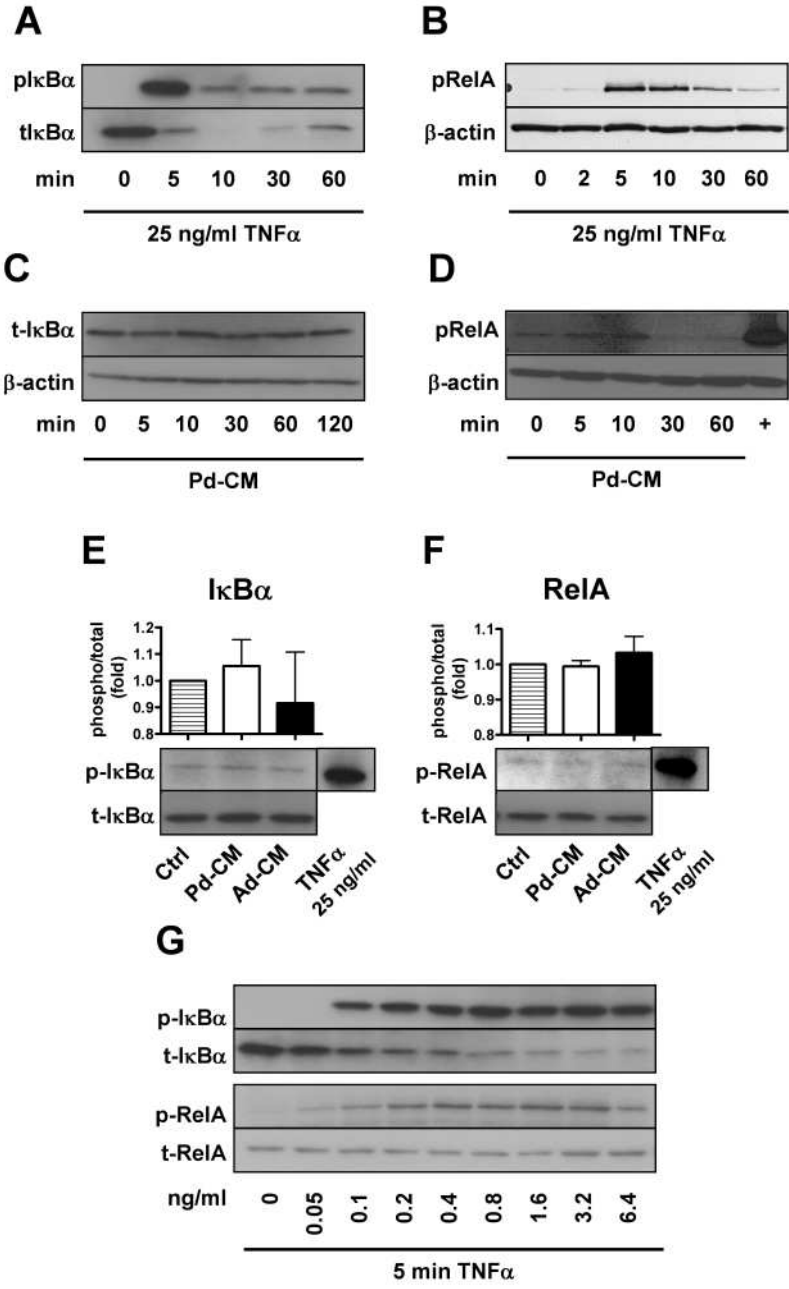 A
pIκBα
tIκBα
min 0 5 10 30 60
25 ng/ml TNFα
B
pRelA
β-actin
min 0 2 5 10 30 60
25 ng/ml TNFα
C
t-IκBα
β-actin
min 0 5 10 30 60 120
Pd-CM
D
pRelA
β-actin
min 0 5 10 30 60 +
Pd-CM
E
IκBα
phospho/total
(fold)
1.2
1.1
1.0
0.9
0.8
p-IκBα
t-IκBα
Ctrl
Pd-CM
Ad-CM
TNFα
25 ng/ml
F
RelA
phospho/total
(fold)
1.1
1.0
0.9
0.8
p-RelA
t-RelA
Ctrl
Pd-CM
Ad-CM
TNFα
25 ng/ml
G
p-IκBα
t-IκBα
p-RelA
t-RelA
ng/ml 0 0.05 0.1 0.2 0.4 0.8 1.6 3.2 6.4
5 min TNFα